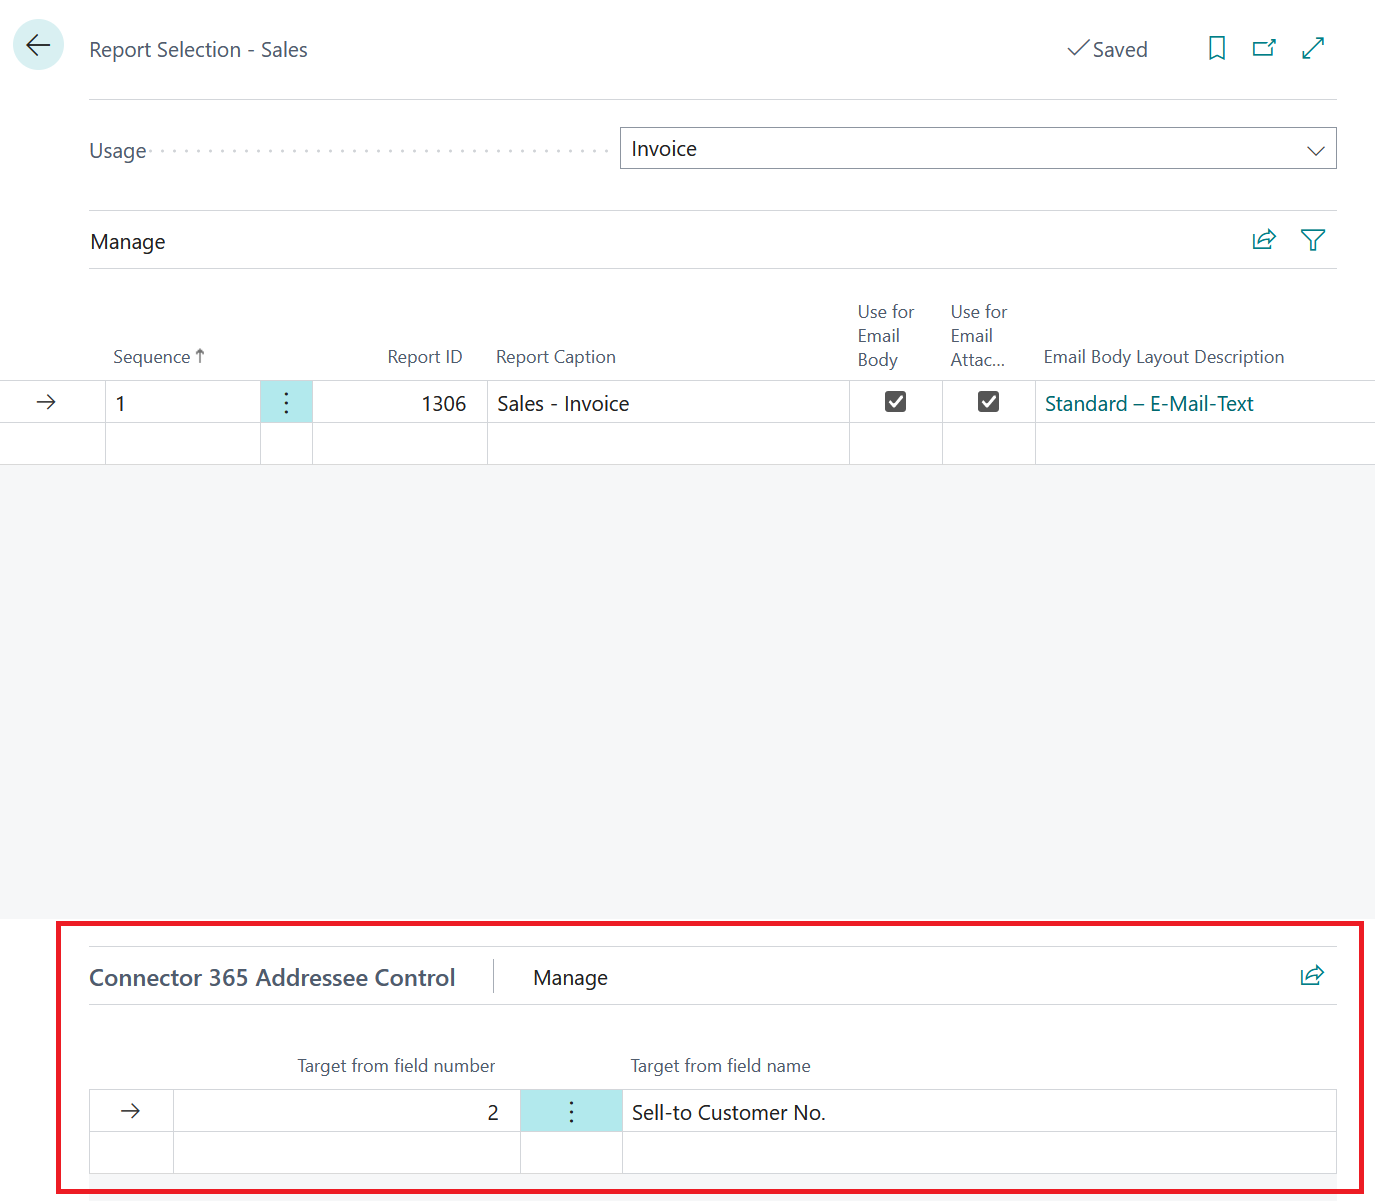 Report Selection - Sales
Saved
Usage
Invoice
Manage
Sequence
Report ID
Report Caption
Use for
Email
Body
Use for
Email
Attac...
Email Body Layout Description
1
1306
Sales - Invoice
Standard – E-Mail-Text
Connector 365 Addressee Control
Manage
Target from field number
Target from field name
2
Sell-to Customer No.